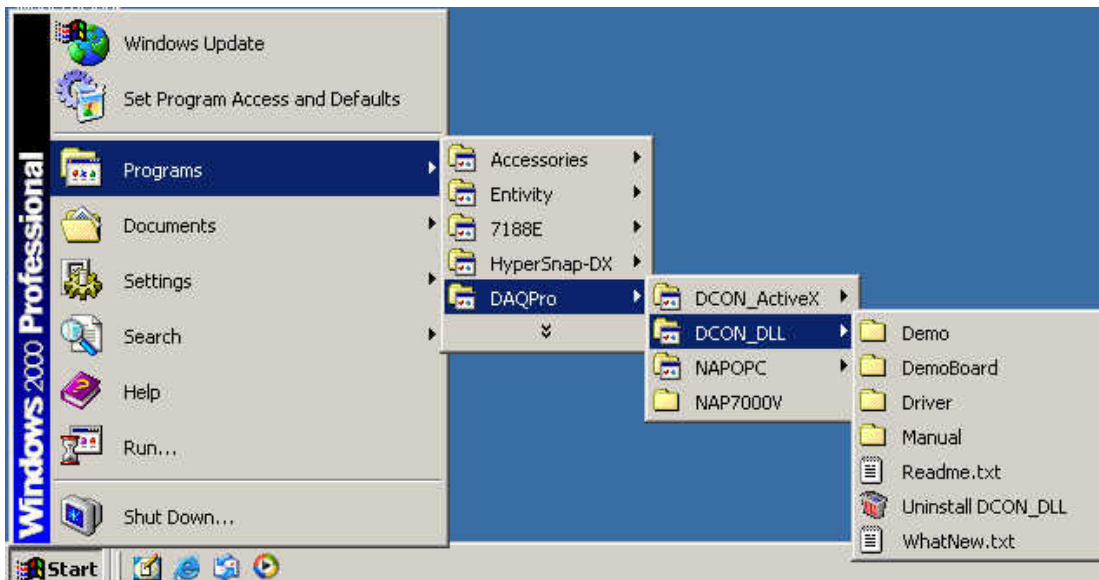 Windows 2000 Professional
Windows Update
Set Program Access and Defaults
Programs
Documents
Settings
Search
Help
Run...
Shut Down...
Accessories
Entivity
7188E
HyperSnap-DX
DAQPro
DCON_ActiveX
DCON_DLL
NAPOPC
NAP7000V
Demo
DemoBoard
Driver
Manual
Readme.txt
Uninstall DCON_DLL
WhatNew.txt
Start